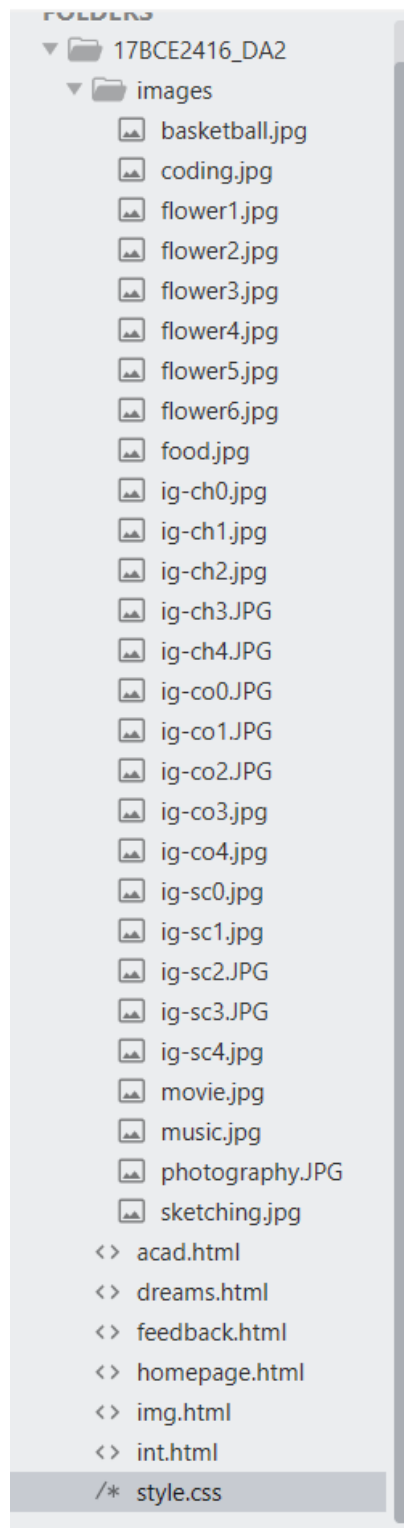 FOLDERS
17BCE2416_DA2
images
basketball.jpg
coding.jpg
flower1.jpg
flower2.jpg
flower3.jpg
flower4.jpg
flower5.jpg
flower6.jpg
food.jpg
ig-ch0.jpg
ig-ch1.jpg
ig-ch2.jpg
ig-ch3.JPG
ig-ch4.JPG
ig-co0.JPG
ig-co1.JPG
ig-co2.JPG
ig-co3.jpg
ig-co4.jpg
ig-sc0.jpg
ig-sc1.jpg
ig-sc2.JPG
ig-sc3.JPG
ig-sc4.jpg
movie.jpg
music.jpg
photography.JPG
sketching.jpg
<> acad.html
<> dreams.html
<> feedback.html
<> homepage.html
<> img.html
<> int.html
/* style.css